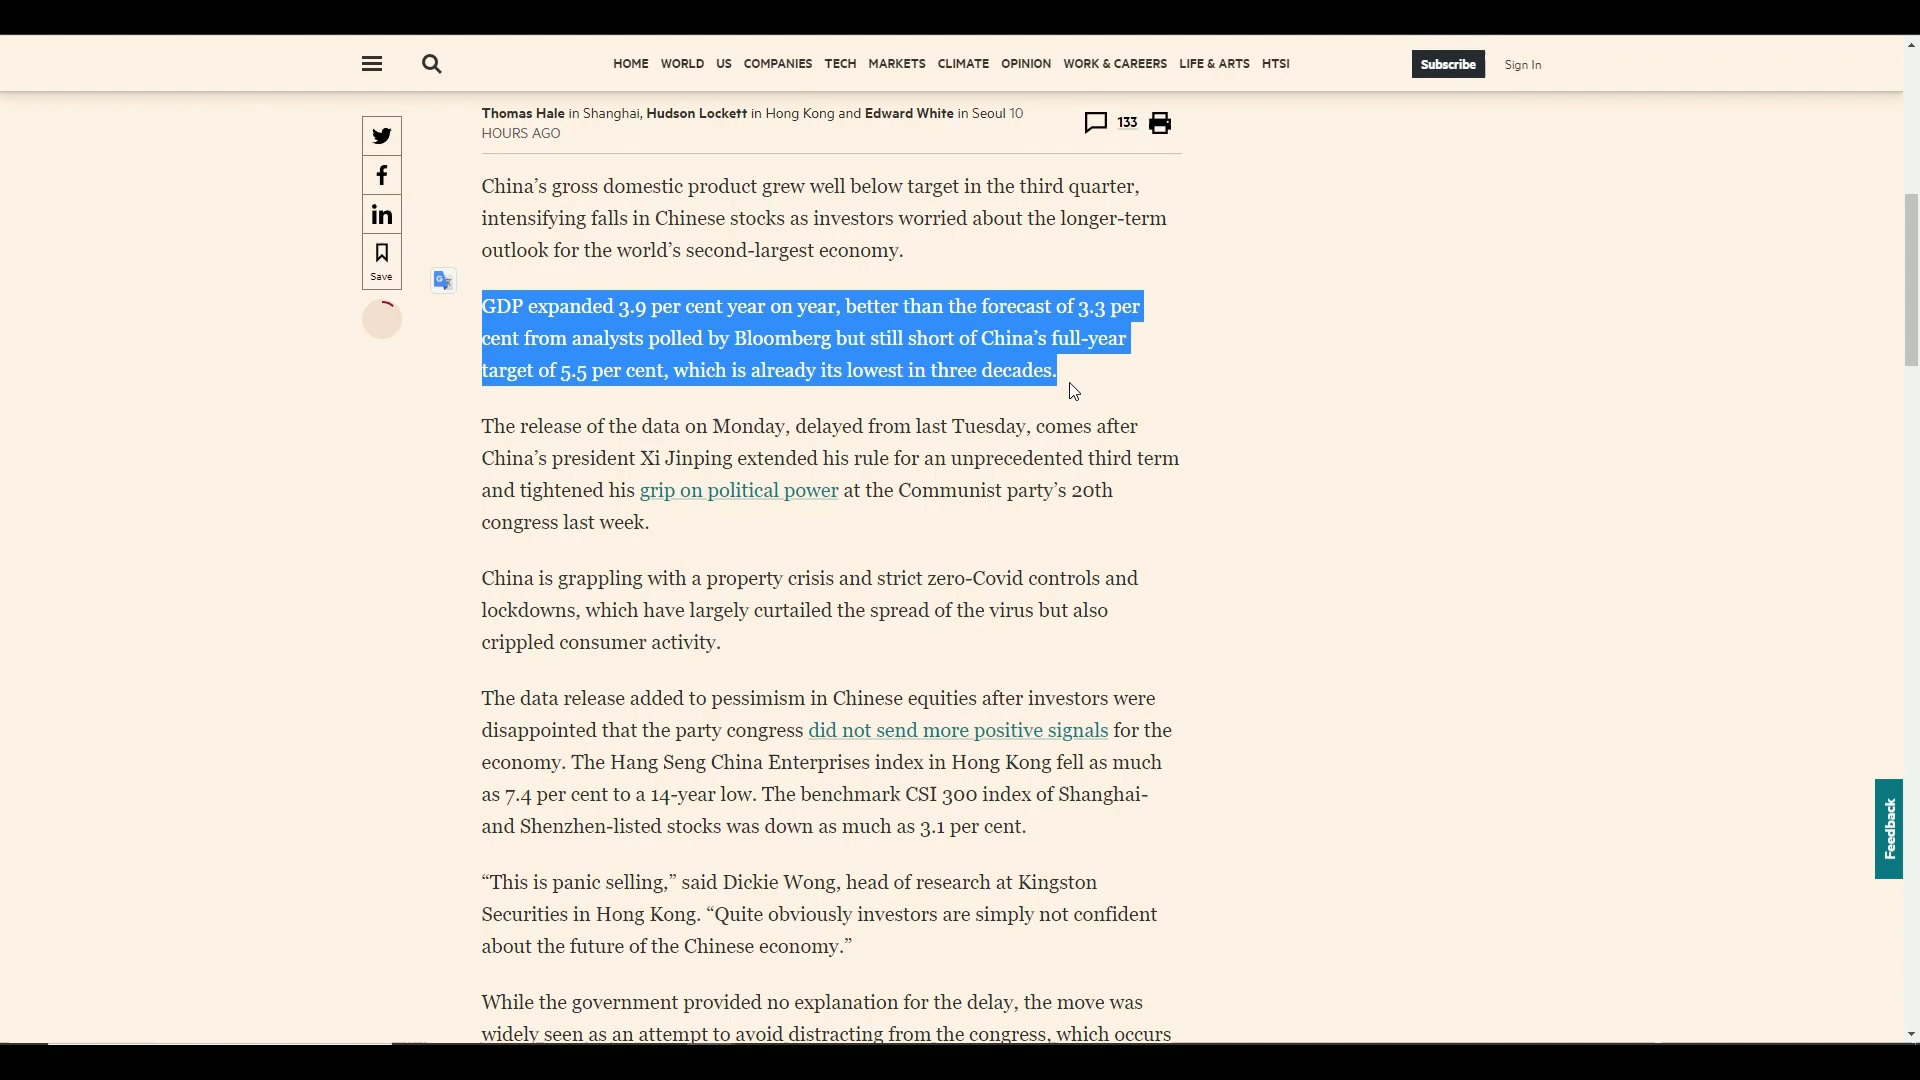 HOME WORLD US COMPANIES TECH MARKETS CLIMATE OPINION WORK & CAREERS LIFE & ARTS HTSI Subscribe Sign In
Thomas Hale in Shanghai, Hudson Lockett in Hong Kong and Edward White in Seoul 10
HOURS AGO
133
Save
China’s gross domestic product grew well below target in the third quarter,
intensifying falls in Chinese stocks as investors worried about the longer-term
outlook for the world’s second-largest economy.
GDP expanded 3.9 per cent year on year, better than the forecast of 3.3 per
cent from analysts polled by Bloomberg but still short of China’s full-year
target of 5.5 per cent, which is already its lowest in three decades.
The release of the data on Monday, delayed from last Tuesday, comes after
China’s president Xi Jinping extended his rule for an unprecedented third term
and tightened his grip on political power at the Communist party’s 20th
congress last week.
China is grappling with a property crisis and strict zero-Covid controls and
lockdowns, which have largely curtailed the spread of the virus but also
crippled consumer activity.
The data release added to pessimism in Chinese equities after investors were
disappointed that the party congress did not send more positive signals for the
economy. The Hang Seng China Enterprises index in Hong Kong fell as much
as 7.4 per cent to a 14-year low. The benchmark CSI 300 index of Shanghai-
and Shenzhen-listed stocks was down as much as 3.1 per cent.
“This is panic selling,” said Dickie Wong, head of research at Kingston
Securities in Hong Kong. “Quite obviously investors are simply not confident
about the future of the Chinese economy.”
While the government provided no explanation for the delay, the move was
widely seen as an attempt to avoid distracting from the congress, which occurs
Feedback